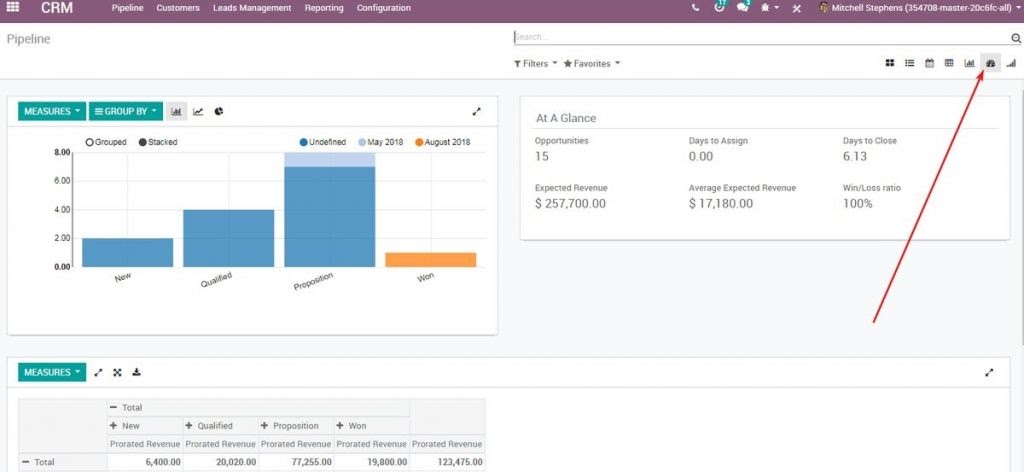 CRM Pipeline Customers Leads Management Reporting Configuration 17 3 Mitchell Stephens (354708-master-20c6fc-all)
Pipeline
Search...
Filters Favorites
MEASURES GROUP BY
Grouped Stacked Undefined May 2018 August 2018
8.00
6.00
4.00
2.00
0.00
New Qualified Proposition Won
At A Glance
Opportunities Days to Assign Days to Close
15 0.00 6.13
Expected Revenue Average Expected Revenue Win/Loss ratio
$ 257,700.00 $ 17,180.00 100%
MEASURES
Total
New Qualified Proposition Won
Prorated Revenue Prorated Revenue Prorated Revenue Prorated Revenue Prorated Revenue
Total 6,400.00 20,020.00 77,255.00 19,800.00 123,475.00